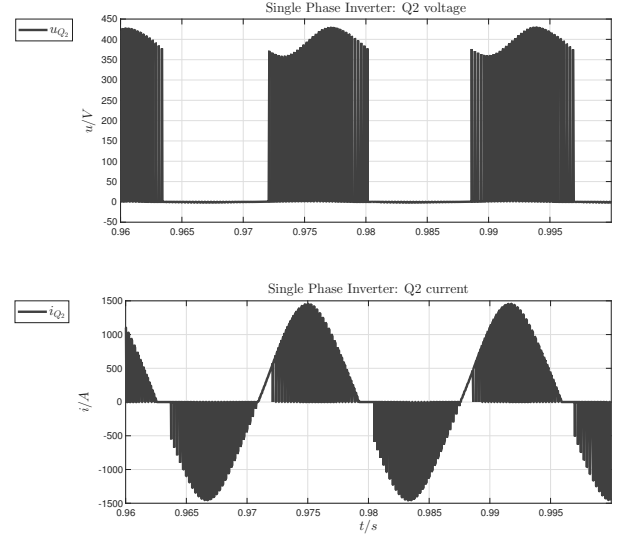 Single Phase Inverter: Q2 voltage
u_{Q_2}
u/V
450
400
350
300
250
200
150
100
50
0
-50
0.96 0.965 0.97 0.975 0.98 0.985 0.99 0.995
Single Phase Inverter: Q2 current
i_{Q_2}
i/A
1500
1000
500
0
-500
-1000
-1500
0.96 0.965 0.97 0.975 0.98 0.985 0.99 0.995
t/s